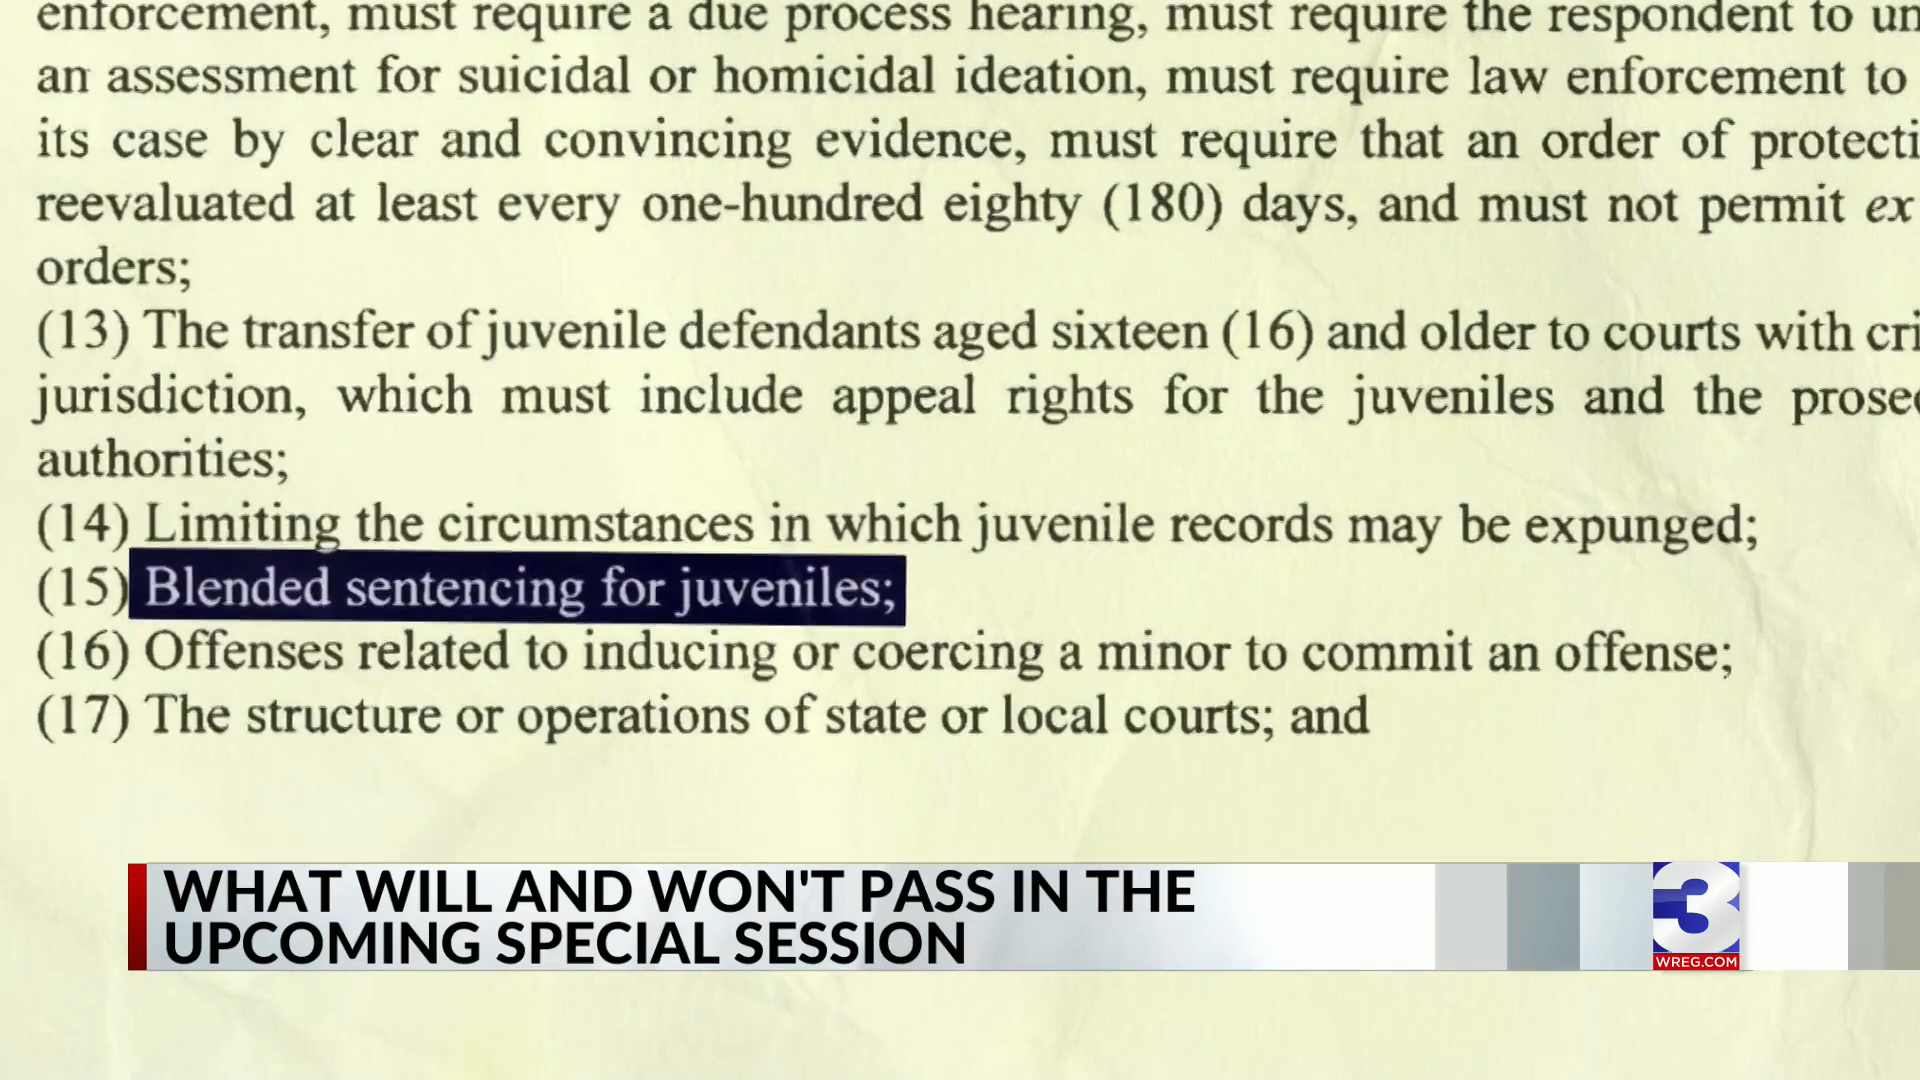 enforcement, must require a due process hearing, must require the respondent to
an assessment for suicidal or homicidal ideation, must require law enforcement to
its case by clear and convincing evidence, must require that an order of
reevaluated at least every one-hundred eighty (180) days, and must not permit ex
orders;
(13) The transfer of juvenile defendants aged sixteen (16) and older to courts with
jurisdiction, which must include appeal rights for the juveniles and the
authorities;
(14) Limiting the circumstances in which juvenile records may be expunged;
(15) Blended sentencing for juveniles;
(16) Offenses related to inducing or coercing a minor to commit an offense;
(17) The structure or operations of state or local courts; and
WHAT WILL AND WON'T PASS IN THE
UPCOMING SPECIAL SESSION
3
WREG.COM